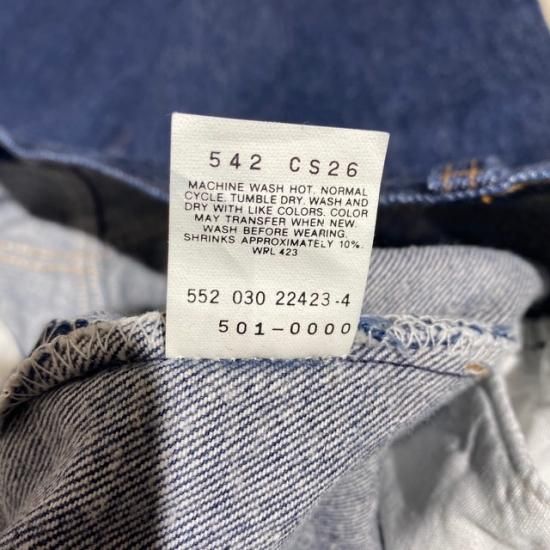 542 CS26
MACHINE WASH HOT. NORMAL
CYCLE. TUMBLE DRY. WASH AND
DRY WITH LIKE COLORS. COLOR
MAY TRANSFER WHEN NEW.
WASH BEFORE WEARING.
SHRINKS APPROXIMATELY 10%.
WPL 423
552 030 22423-4
501-0000